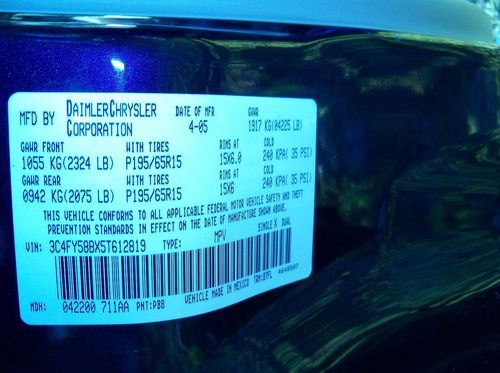 MFD BY DAIMLERCHRYSLER CORPORATION DATE OF MFR 4-05 GVWR 1917 KG(04225 LB)
GAWR FRONT WITH TIRES RIMS AT COLD
1055 KG(2324 LB) P195/65R15 15X6.0 240 KPA( 35 PSI)
GAWR REAR WITH TIRES RIMS AT COLD
0942 KG(2075 LB) P195/65R15 15X6 240 KPA( 35 PSI)
THIS VEHICLE CONFORMS TO ALL APPLICABLE FEDERAL MOTOR VEHICLE SAFETY AND THEFT
PREVENTION STANDARDS IN EFFECT ON THE DATE OF MANUFACTURE SHOWN ABOVE.
VIN: 3C4FY58BX5T612819 TYPE: MPV SINGLE X DUAL
MDH: 042200 711AA PNT:PB8 VEHICLE MADE IN MEXICO